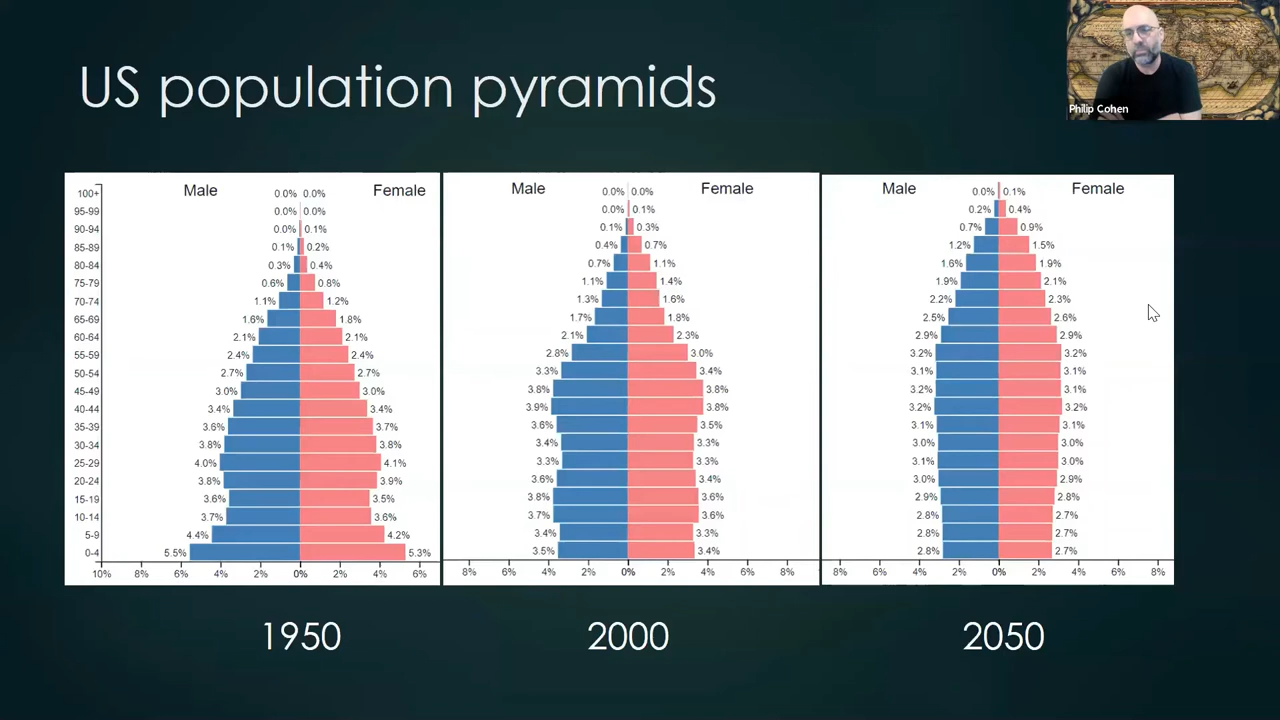 US population pyramids
Philip Cohen
Male Female
100+ 0.0% 0.0%
95-99 0.0% 0.0%
90-94 0.0% 0.1%
85-89 0.1% 0.2%
80-84 0.3% 0.4%
75-79 0.6% 0.8%
70-74 1.1% 1.2%
65-69 1.6% 1.8%
60-64 2.1% 2.1%
55-59 2.4% 2.4%
50-54 2.7% 2.7%
45-49 3.0% 3.0%
40-44 3.4% 3.4%
35-39 3.6% 3.7%
30-34 3.8% 3.8%
25-29 4.0% 4.1%
20-24 3.8% 3.9%
15-19 3.6% 3.5%
10-14 3.7% 3.6%
5-9 4.4% 4.2%
0-4 5.5% 5.3%
10% 8% 6% 4% 2% 0% 2% 4% 6%
1950
Male Female
0.0% 0.0%
0.0% 0.1%
0.1% 0.3%
0.4% 0.7%
0.7% 1.1%
1.1% 1.4%
1.3% 1.6%
1.7% 1.8%
2.1% 2.3%
2.8% 3.0%
3.3% 3.4%
3.8% 3.8%
3.9% 3.8%
3.6% 3.5%
3.4% 3.3%
3.3% 3.3%
3.6% 3.4%
3.8% 3.6%
3.7% 3.6%
3.4% 3.3%
3.5% 3.4%
8% 6% 4% 2% 0% 2% 4% 6% 8%
2000
Male Female
0.0% 0.1%
0.2% 0.4%
0.7% 0.9%
1.2% 1.5%
1.6% 1.9%
1.9% 2.1%
2.2% 2.3%
2.5% 2.6%
2.9% 2.9%
3.2% 3.2%
3.1% 3.1%
3.2% 3.1%
3.2% 3.2%
3.1% 3.1%
3.0% 3.0%
3.1% 3.0%
3.0% 2.9%
2.9% 2.8%
2.8% 2.7%
2.8% 2.7%
2.8% 2.7%
8% 6% 4% 2% 0% 2% 4% 6% 8%
2050